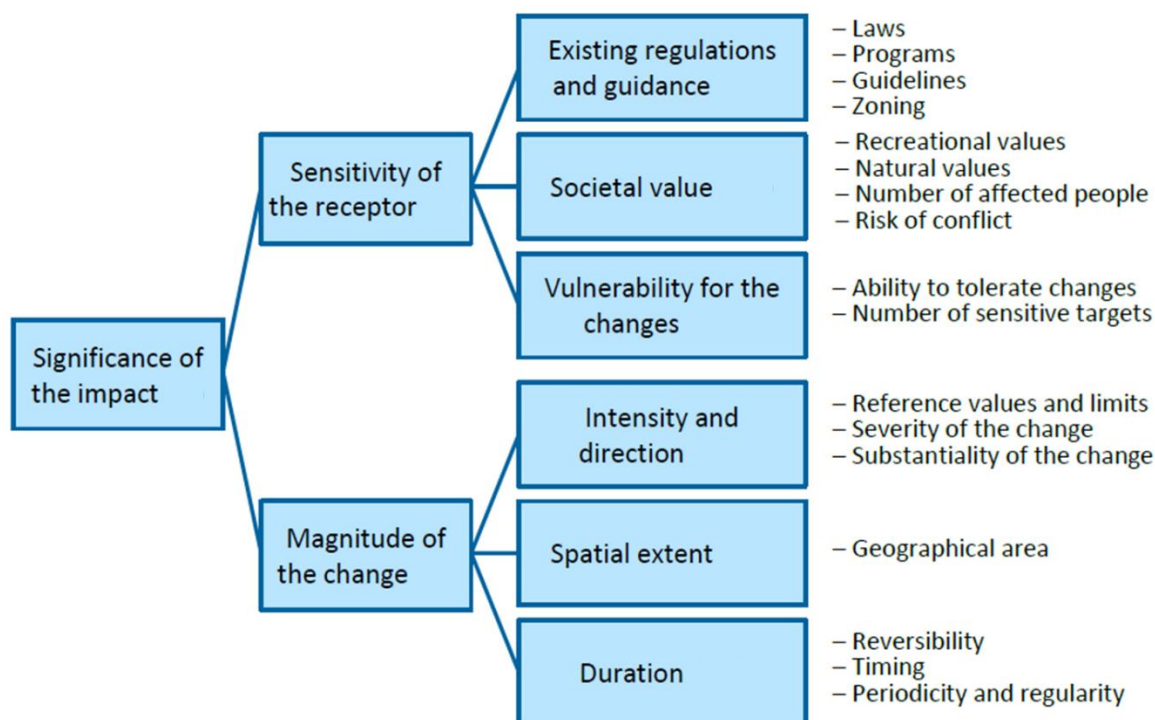 Significance of
the impact
Sensitivity of
the receptor
Existing regulations
and guidance
– Laws
– Programs
– Guidelines
– Zoning
Societal value
– Recreational values
– Natural values
– Number of affected people
– Risk of conflict
Vulnerability for the
changes
– Ability to tolerate changes
– Number of sensitive targets
Magnitude of
the change
Intensity and
direction
– Reference values and limits
– Severity of the change
– Substantiality of the change
Spatial extent
– Geographical area
Duration
– Reversibility
– Timing
– Periodicity and regularity